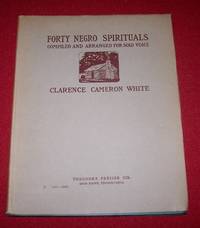 FORTY NEGRO SPIRITUALS
COMPILED AND ARRANGED FOR SOLO VOICE
CLARENCE CAMERON WHITE
THEODORE PRESSER CO.